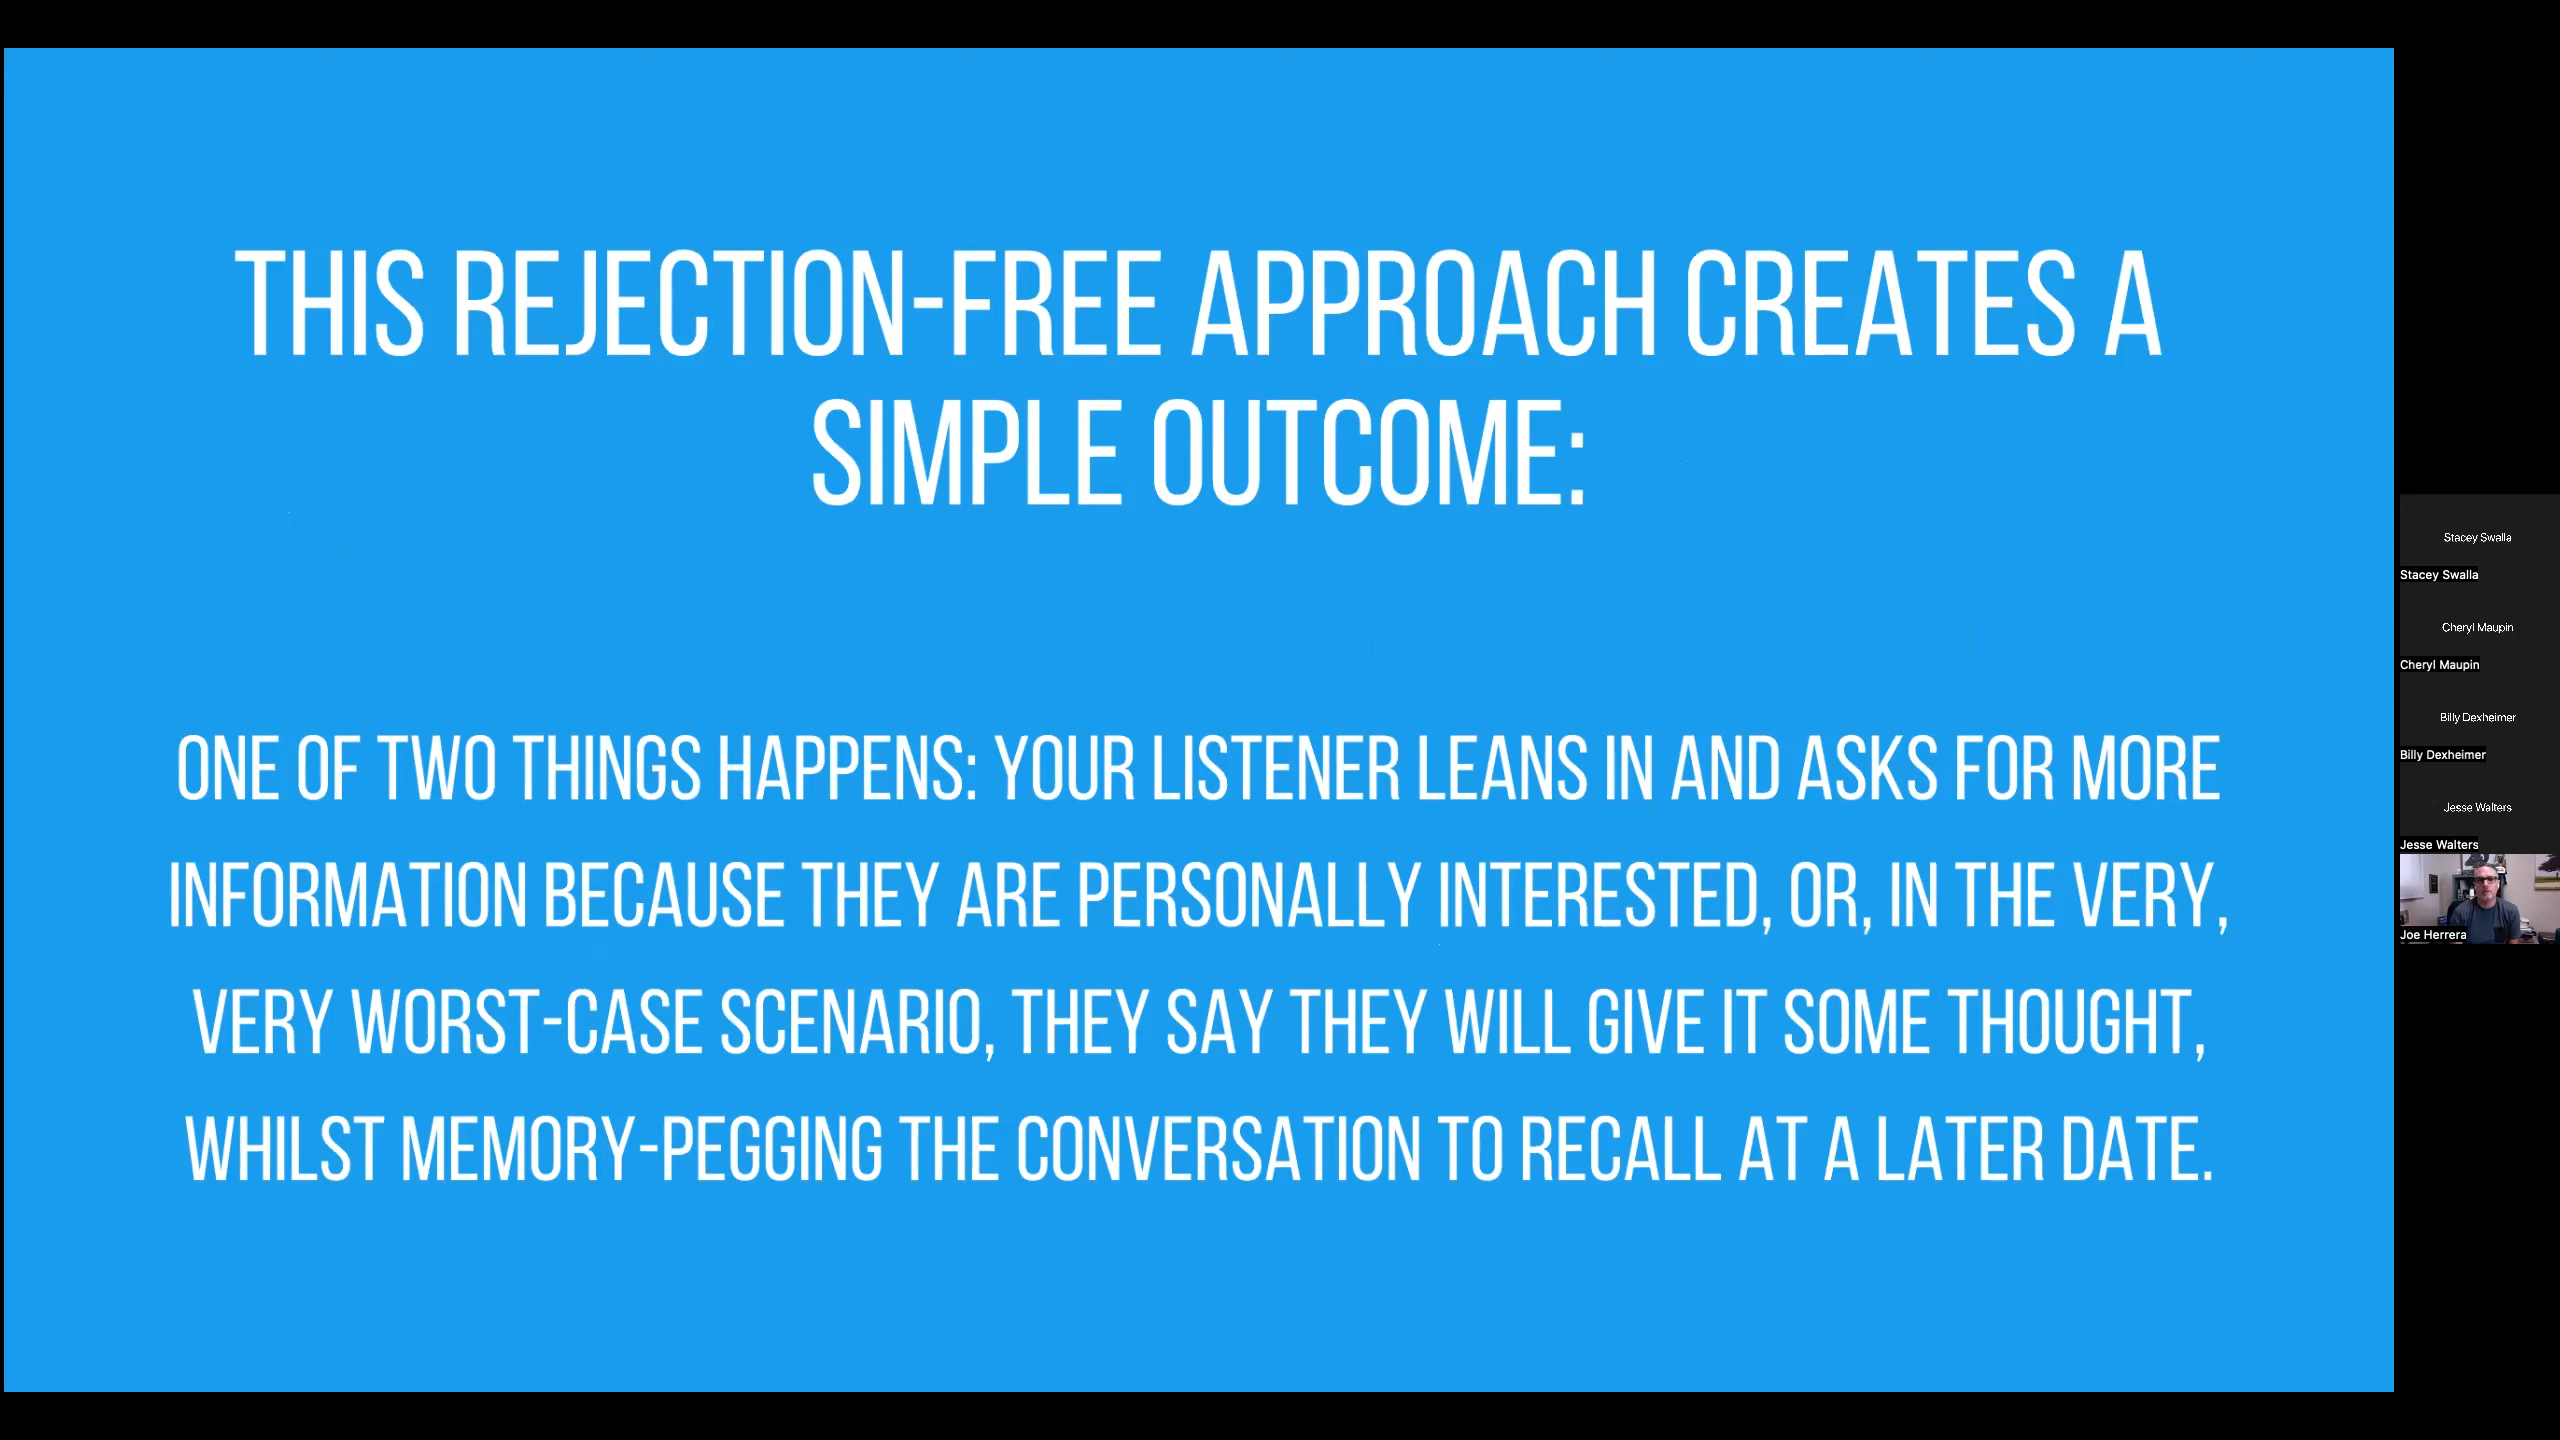 THIS REJECTION-FREE APPROACH CREATES A
SIMPLE OUTCOME:
ONE OF TWO THINGS HAPPENS: YOUR LISTENER LEANS IN AND ASKS FOR MORE
INFORMATION BECAUSE THEY ARE PERSONALLY INTERESTED, OR, IN THE VERY,
VERY WORST-CASE SCENARIO, THEY SAY THEY WILL GIVE IT SOME THOUGHT,
WHILST MEMORY-PEGGING THE CONVERSATION TO RECALL AT A LATER DATE.
Stacey Swalla
Stacey Swalla
Cheryl Maupin
Cheryl Maupin
Billy Dexheimer
Billy Dexheimer
Jesse Walters
Jesse Walters
Joe Herrera